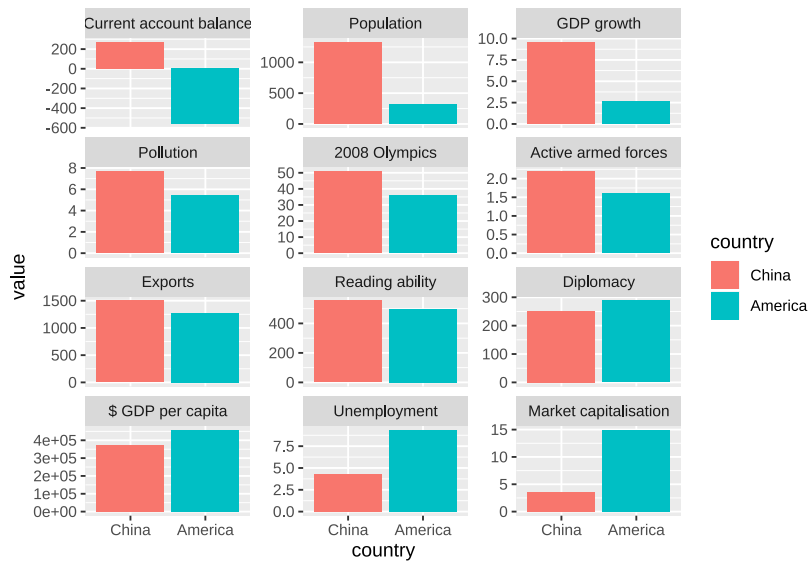 Current account balance
Population
GDP growth
200
0
-200
-400
-600
1000
500
0
10.0
7.5
5.0
2.5
0.0
Pollution
2008 Olympics
Active armed forces
8
6
4
2
0
50
40
30
20
10
0
2.0
1.5
1.0
0.5
0.0
Exports
Reading ability
Diplomacy
1500
1000
500
0
400
200
0
300
200
100
0
$ GDP per capita
Unemployment
Market capitalisation
4e+05
3e+05
2e+05
1e+05
0e+00
7.5
5.0
2.5
0.0
15
10
5
0
China America China America China America
country
value
country
China
America